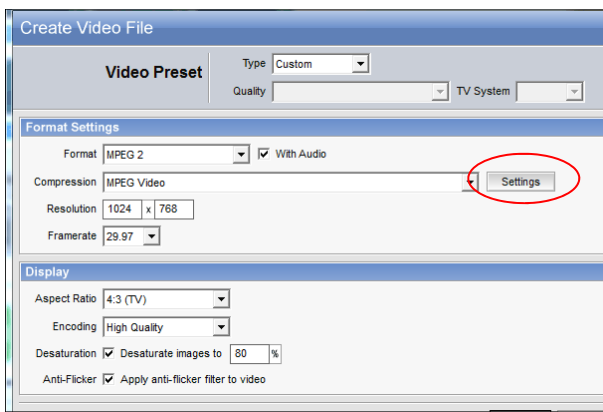 Create Video File
Video Preset
Type Custom
Quality TV System
Format Settings
Format MPEG 2 With Audio
Compression MPEG Video Settings
Resolution 1024 x 768
Framerate 29.97
Display
Aspect Ratio 4:3 (TV)
Encoding High Quality
Desaturation Desaturate images to 80 %
Anti-Flicker Apply anti-flicker filter to video